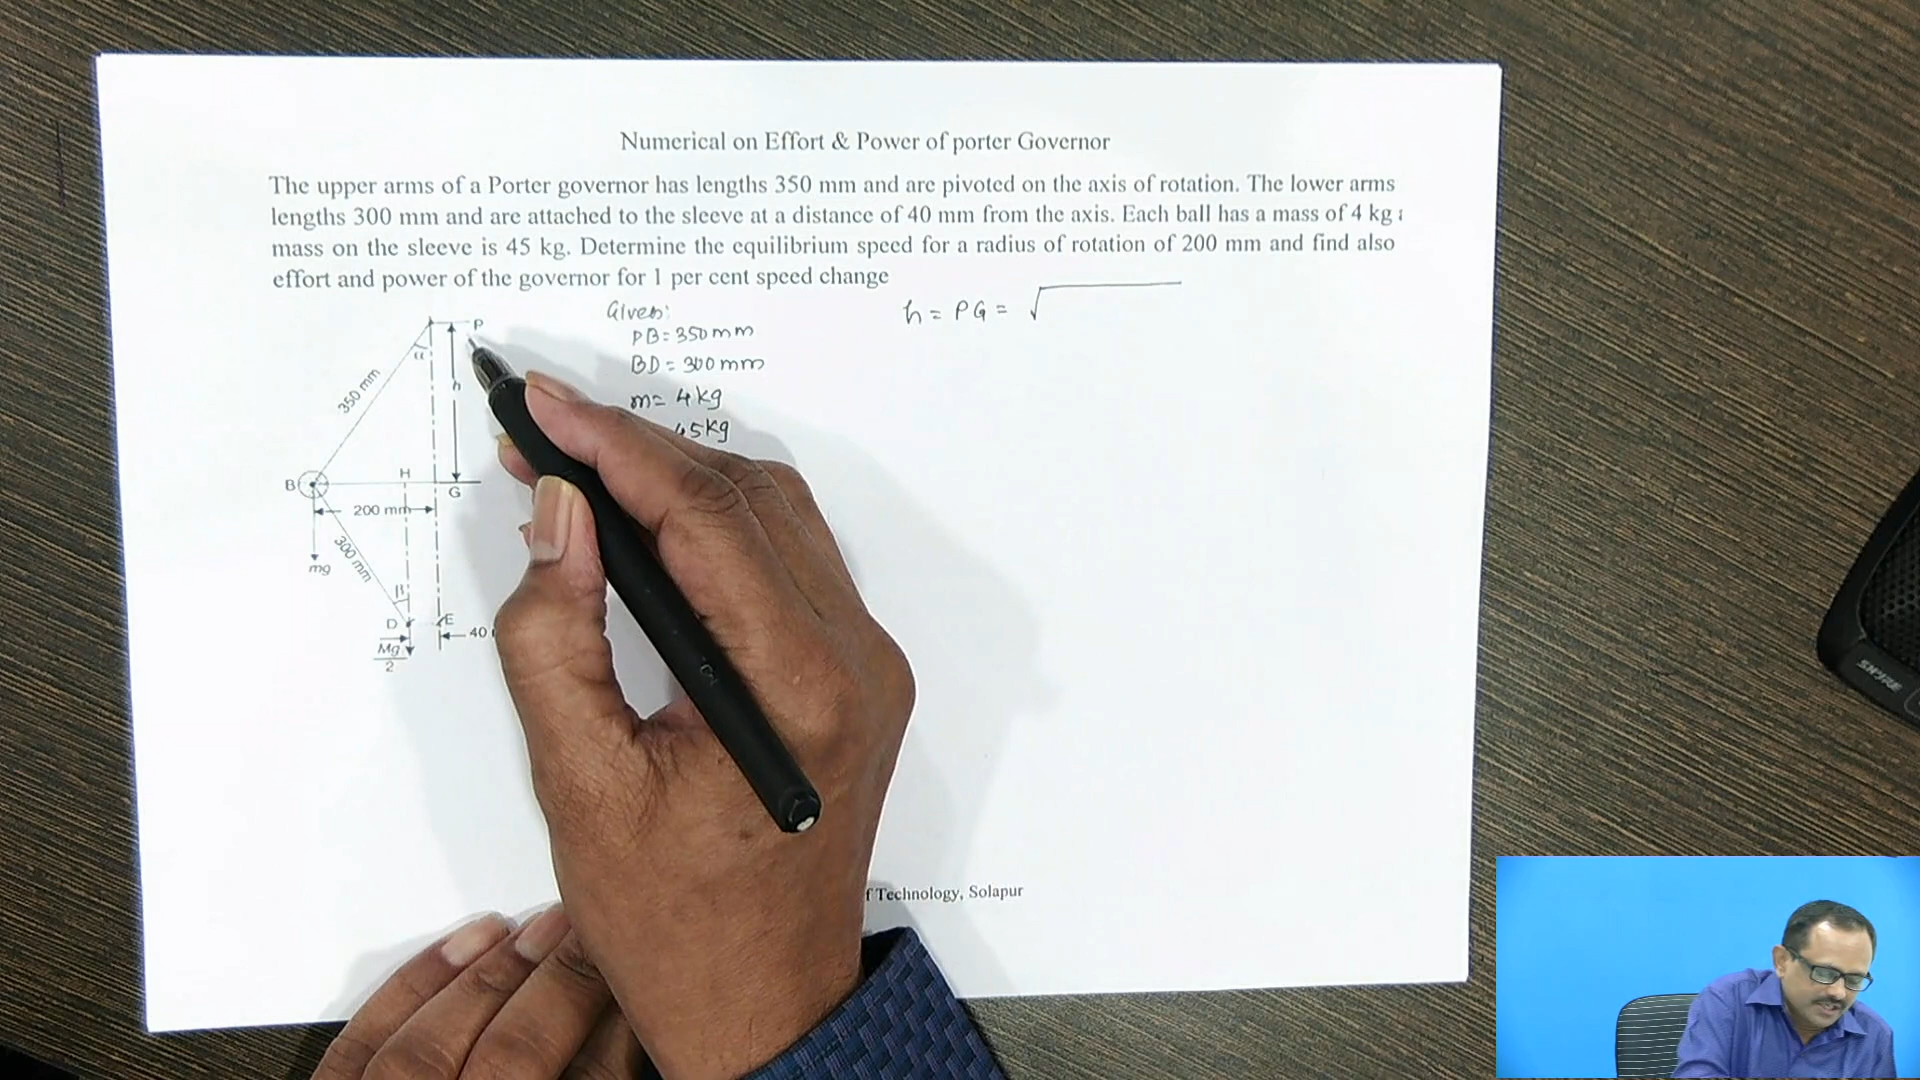 Numerical on Effort & Power of porter Governor
The upper arms of a Porter governor has lengths 350 mm and are pivoted on the axis of rotation. The lower arms
lengths 300 mm and are attached to the sleeve at a distance of 40 mm from the axis. Each ball has a mass of 4 kg
mass on the sleeve is 45 kg. Determine the equilibrium speed for a radius of rotation of 200 mm and find also
effort and power of the governor for 1 per cent speed change
Given:
PB = 350 mm
BD = 300 mm
m = 4 kg
45 kg
h = PG = √
P
α
h
350 mm
B
H
G
200 mm
300 mm
mg
β
D
E
40
Mg
2
f Technology, Solapur
SKYRE